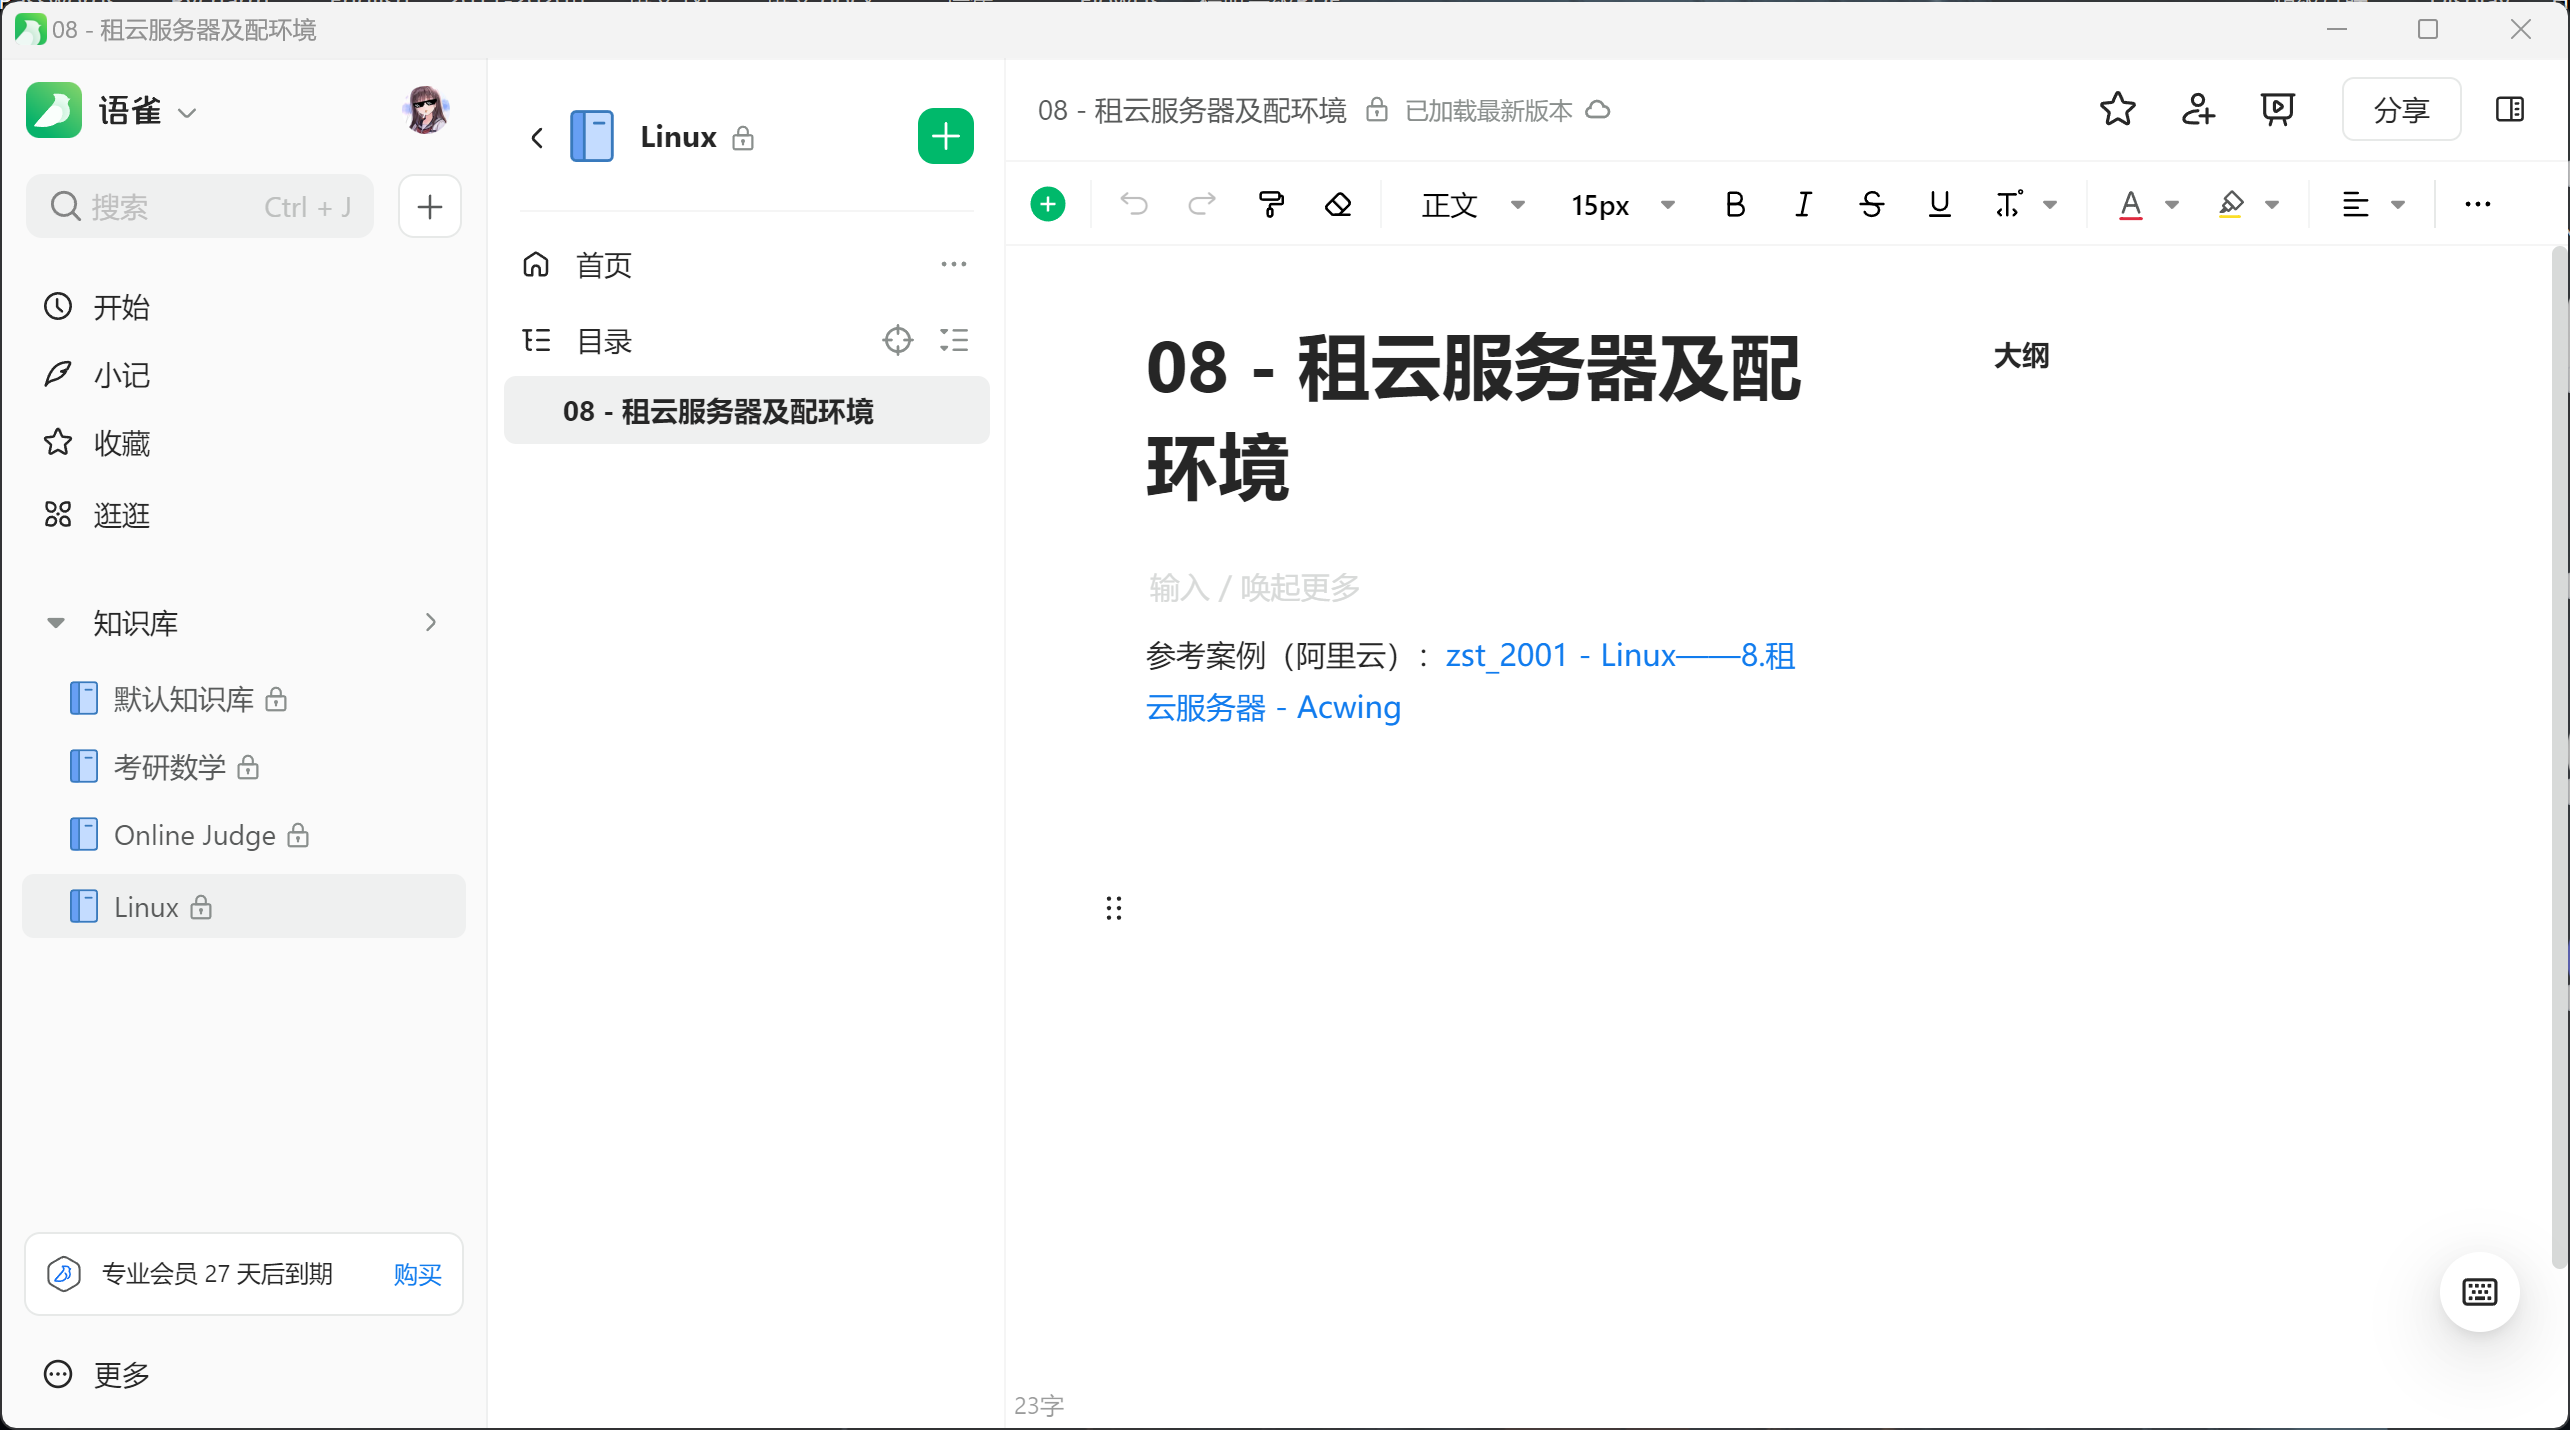 08 - 租云服务器及配环境
语雀
搜索 Ctrl + J
开始
小记
收藏
逛逛
知识库
默认知识库
考研数学
Online Judge
Linux
专业会员 27 天后到期 购买
更多
Linux
首页
目录
08 - 租云服务器及配环境
08 - 租云服务器及配环境 已加载最新版本
分享
正文 15px
08 - 租云服务器及配
环境
大纲
输入 / 唤起更多
参考案例（阿里云）：zst_2001 - Linux——8.租
云服务器 - Acwing
23字